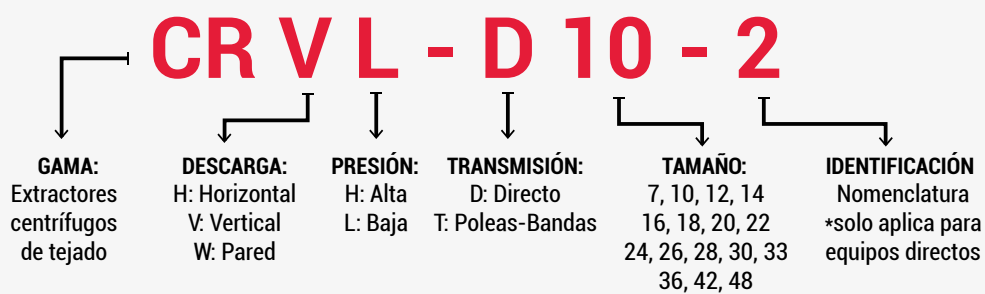 CR V L - D 10 - 2
GAMA:
Extractores
centrífugos
de tejado
DESCARGA:
H: Horizontal
V: Vertical
W: Pared
PRESIÓN:
H: Alta
L: Baja
TRANSMISIÓN:
D: Directo
T: Poleas-Bandas
TAMAÑO:
7, 10, 12, 14
16, 18, 20, 22
24, 26, 28, 30, 33
36, 42, 48
IDENTIFICACIÓN
Nomenclatura
*solo aplica para
equipos directos